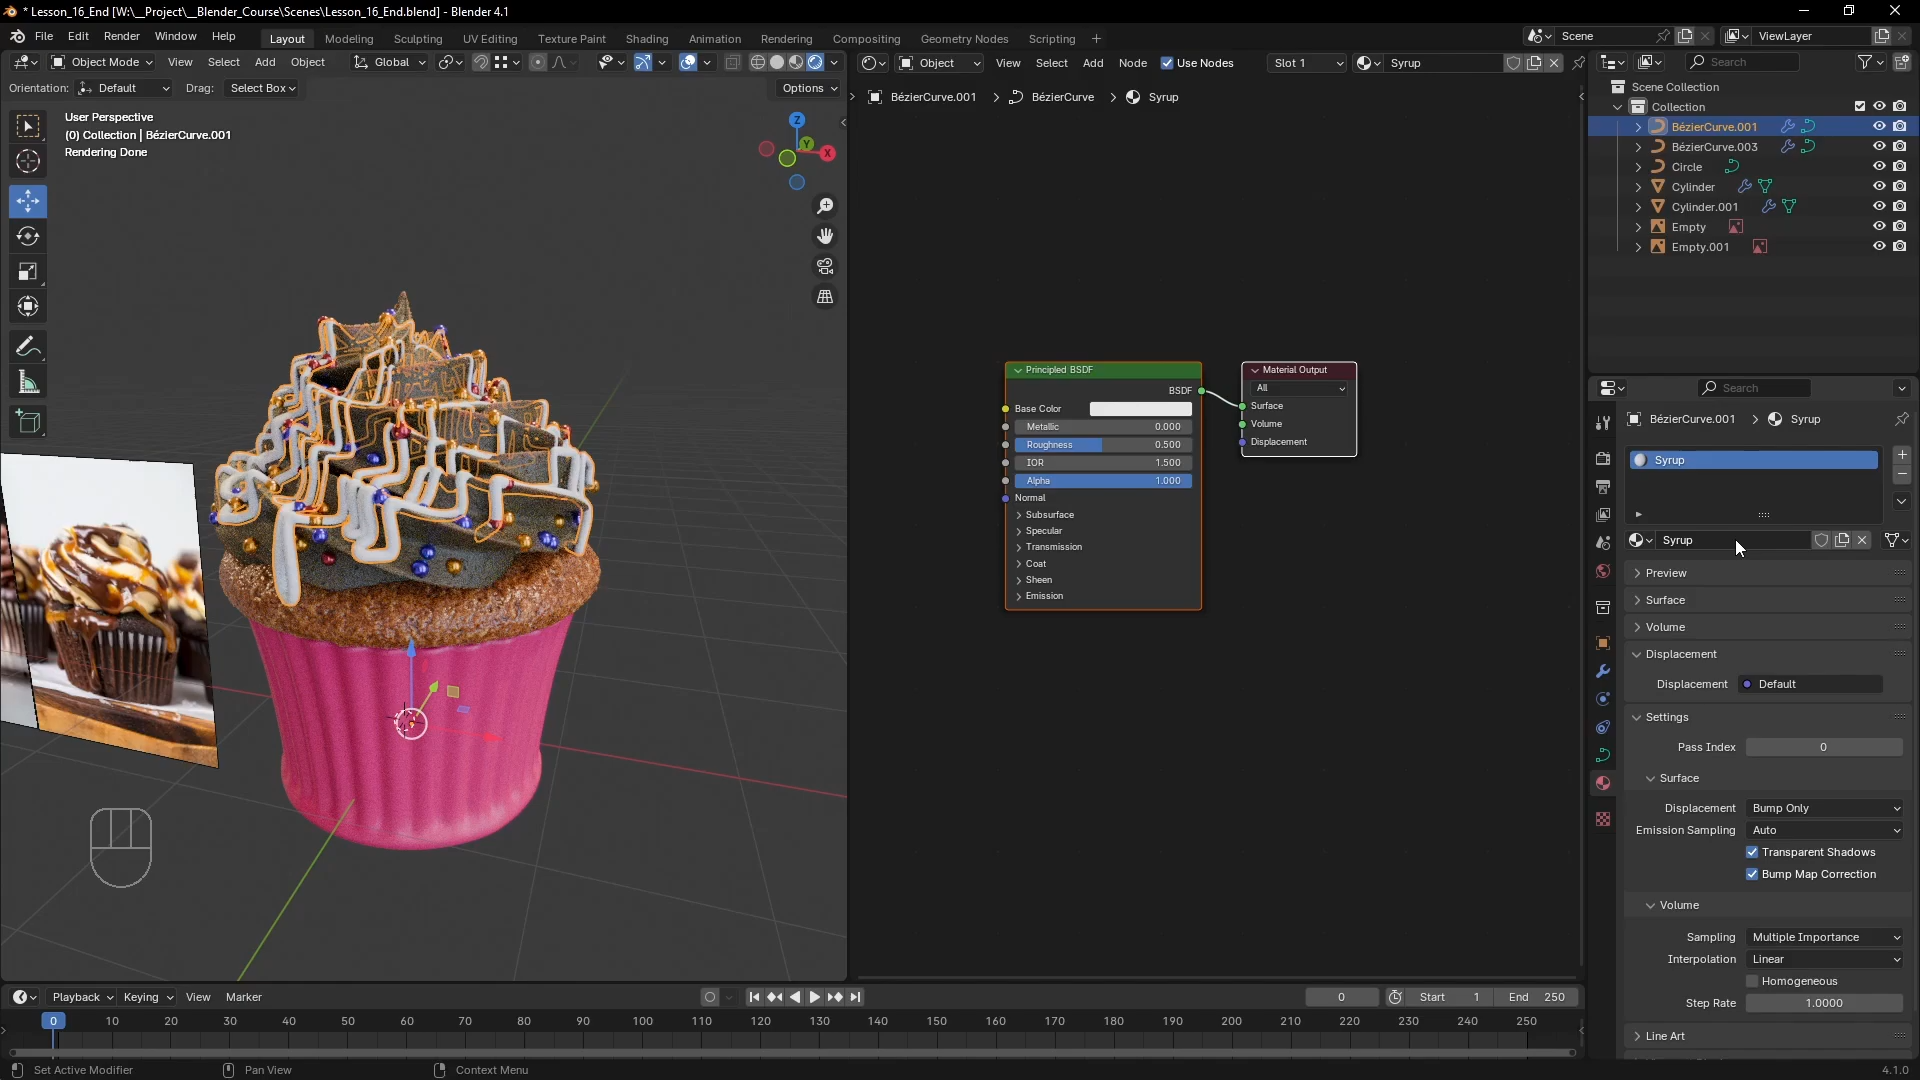 * Lesson_16_End [W:\__Project\__Blender_Course\Scenes\Lesson_16_End.blend] - Blender 4.1
File Edit Render Window Help
Layout Modeling Sculpting UV Editing Texture Paint Shading Animation Rendering Compositing Geometry Nodes Scripting +
Scene ViewLayer
Object Mode View Select Add Object Global
Object View Select Add Node Use Nodes Slot 1 Syrup
Search
Orientation: Default Drag: Select Box Options
BézierCurve.001 > BézierCurve > Syrup
Scene Collection
Collection
BézierCurve.001
BézierCurve.003
Circle
Cylinder
Cylinder.001
Empty
Empty.001
User Perspective
(0) Collection | BézierCurve.001
Rendering Done
Z
Y
X
Principled BSDF
BSDF
Base Color
Metallic 0.000
Roughness 0.500
IOR 1.500
Alpha 1.000
Normal
Subsurface
Specular
Transmission
Coat
Sheen
Emission
Material Output
All
Surface
Volume
Displacement
Search
BézierCurve.001 > Syrup
Syrup
Syrup
Preview
Surface
Volume
Displacement
Displacement Default
Settings
Pass Index 0
Surface
Displacement Bump Only
Emission Sampling Auto
Transparent Shadows
Bump Map Correction
Volume
Sampling Multiple Importance
Interpolation Linear
Homogeneous
Step Rate 1.0000
Line Art
Playback Keying View Marker
0 Start 1 End 250
0 10 20 30 40 50 60 70 80 90 100 110 120 130 140 150 160 170 180 190 200 210 220 230 240 250
Set Active Modifier Pan View Context Menu
4.1.0